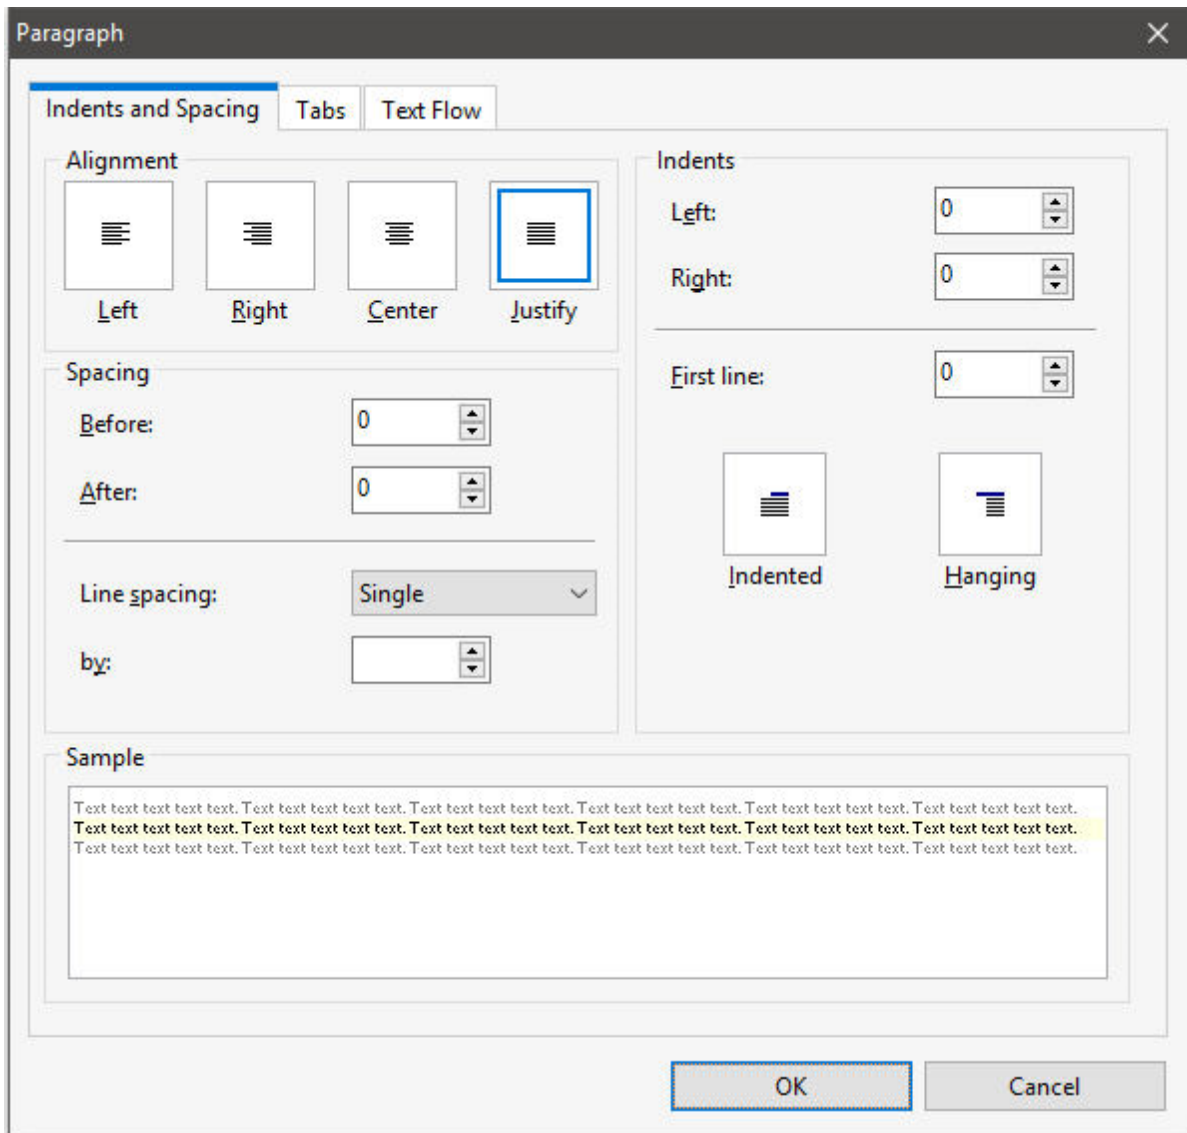 Paragraph
Indents and Spacing Tabs Text Flow
Alignment
Left Right Center Justify
Spacing
Before: 0
After: 0
Line spacing: Single
by:
Indents
Left: 0
Right: 0
First line: 0
Indented Hanging
Sample
Text text text text text. Text text text text text. Text text text text text. Text text text text text. Text text text text text. Text text text text text.
Text text text text text. Text text text text text. Text text text text text. Text text text text text. Text text text text text. Text text text text text.
Text text text text text. Text text text text text. Text text text text text. Text text text text text. Text text text text text. Text text text text text.
OK Cancel